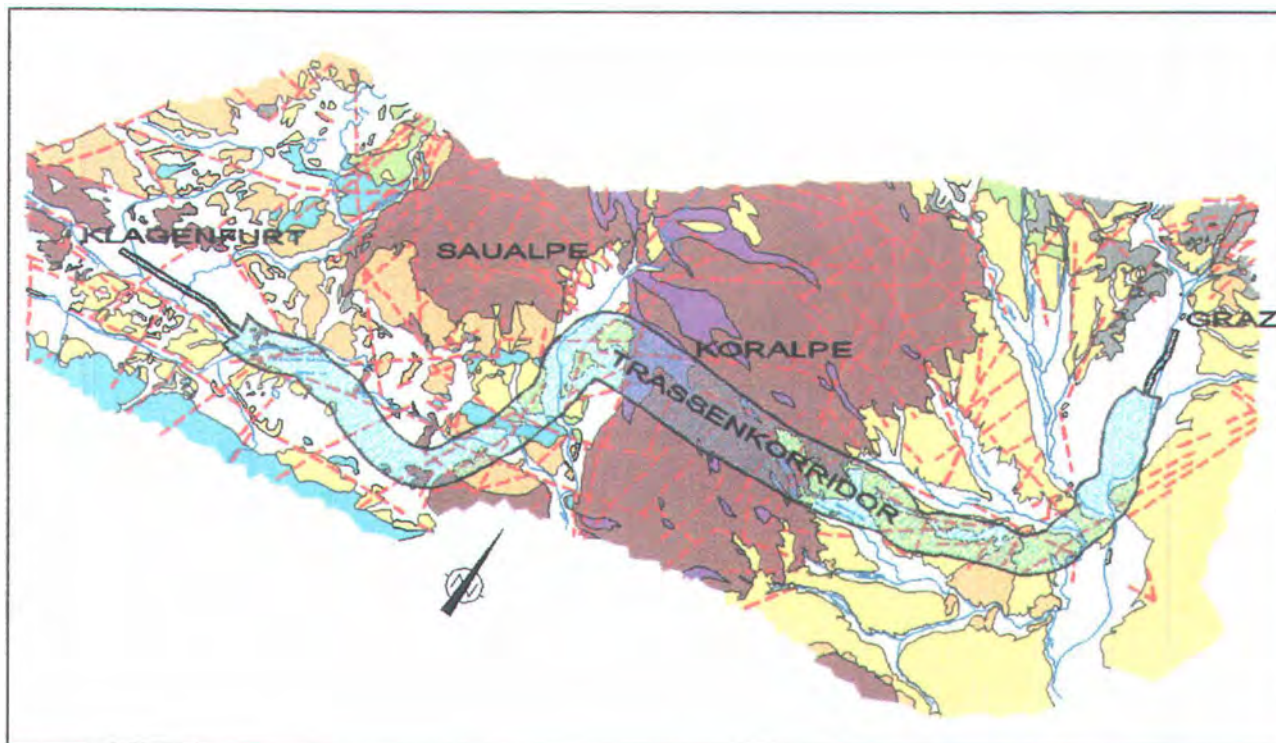 KLAGENFURT
SAUALPE
GRAZ
KORALPE
TRASSENKORRIDOR
N